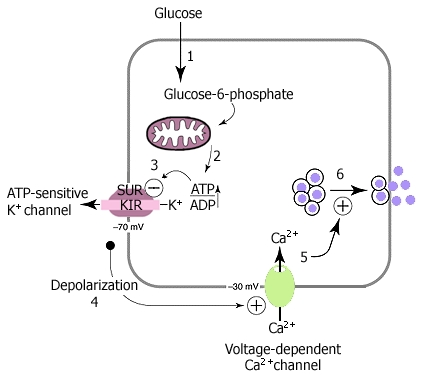 Glucose
1
Glucose-6-phosphate
2
3
ATP
ADP
SUR
KIR
–K+
ATP-sensitive
K+ channel
–70 mV
Depolarization
4
–30 mV
+
Ca2+
5
+
6
Ca2+
Voltage-dependent
Ca2+channel